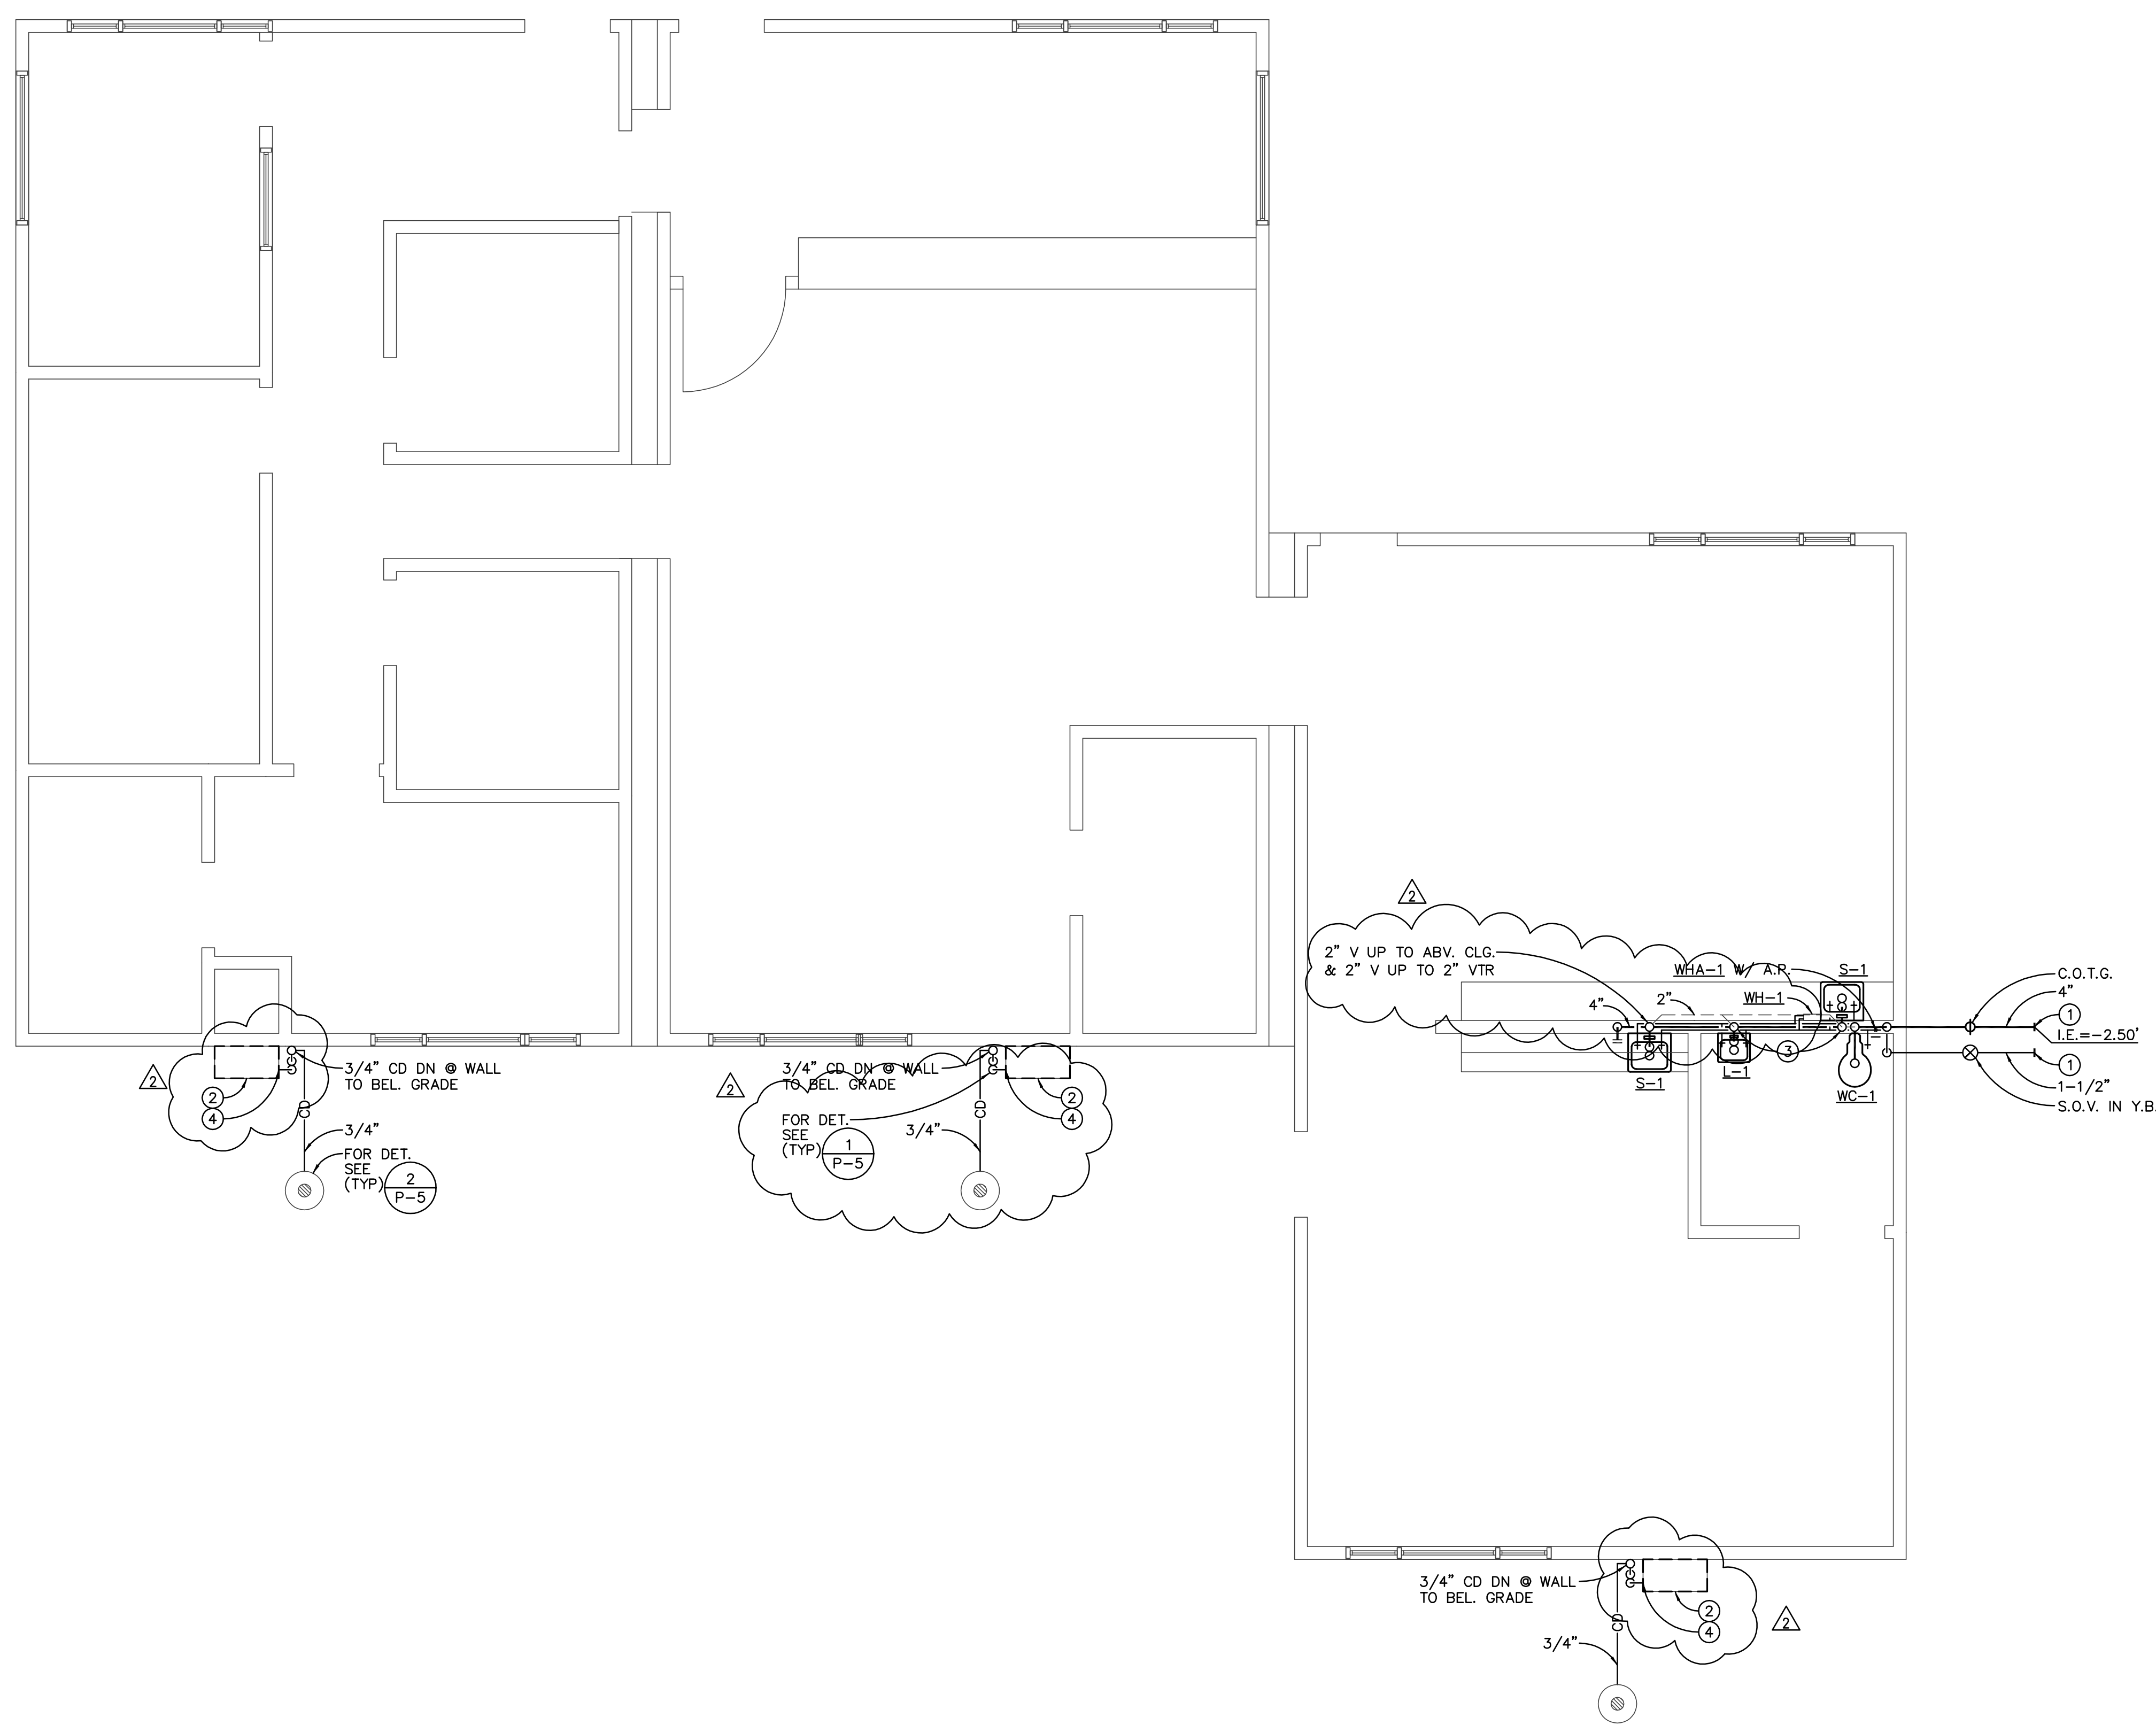 2
2" V UP TO ABV. CLG.
& 2" V UP TO 2" VTR
WHA-1 W/ A.P.
S-1
4"
2"
WH-1
C.O.T.G.
4"
1
I.E.=-2.50'
3
1
1-1/2"
S.O.V. IN Y.B.
S-1
L-1
WC-1
2
3/4" CD DN @ WALL
TO BEL. GRADE
2
4
CD
3/4"
FOR DET.
SEE
(TYP)
2
P-5
2
3/4" CD DN @ WALL
TO BEL. GRADE
2
4
FOR DET.
SEE
(TYP)
1
P-5
3/4"
CD
3/4" CD DN @ WALL
TO BEL. GRADE
2
4
2
CD
3/4"